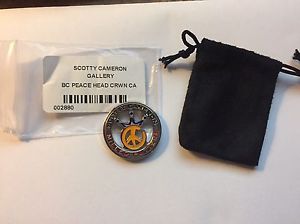 SCOTTY CAMERON
GALLERY
BC PEACE HEAD CRWN CA
002880